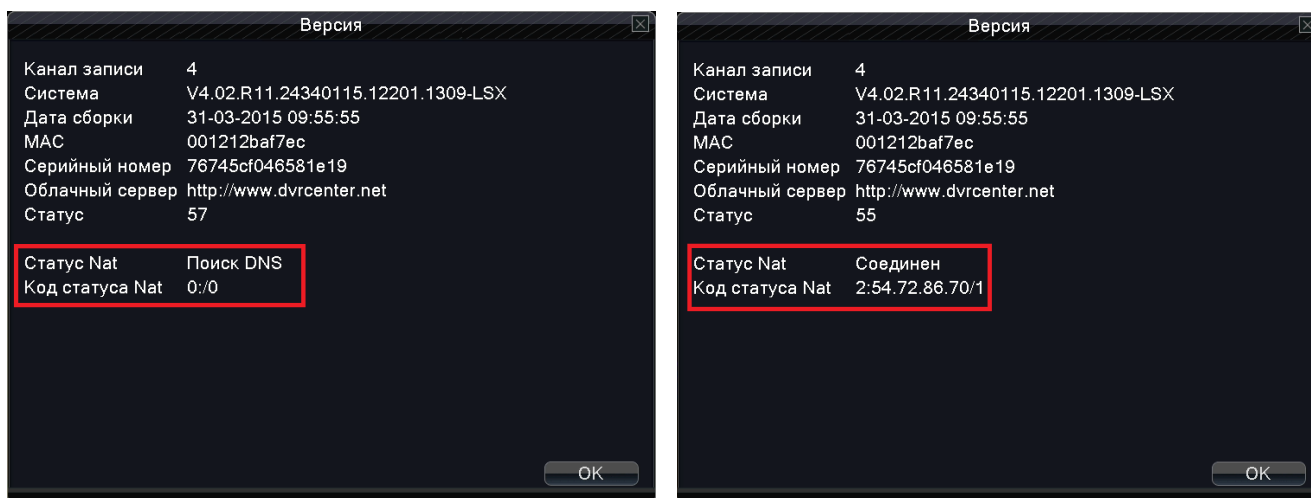 Версия
Канал записи 4
Система V4.02.R11.24340115.12201.1309-LSX
Дата сборки 31-03-2015 09:55:55
MAC 001212baf7ec
Серийный номер 76745cf046581e19
Облачный сервер http://www.dvrcenter.net
Статус 57
Статус Nat Поиск DNS
Код статуса Nat 0:/0
OK
Версия
Канал записи 4
Система V4.02.R11.24340115.12201.1309-LSX
Дата сборки 31-03-2015 09:55:55
MAC 001212baf7ec
Серийный номер 76745cf046581e19
Облачный сервер http://www.dvrcenter.net
Статус 55
Статус Nat Соединен
Код статуса Nat 2:54.72.86.70/1
OK